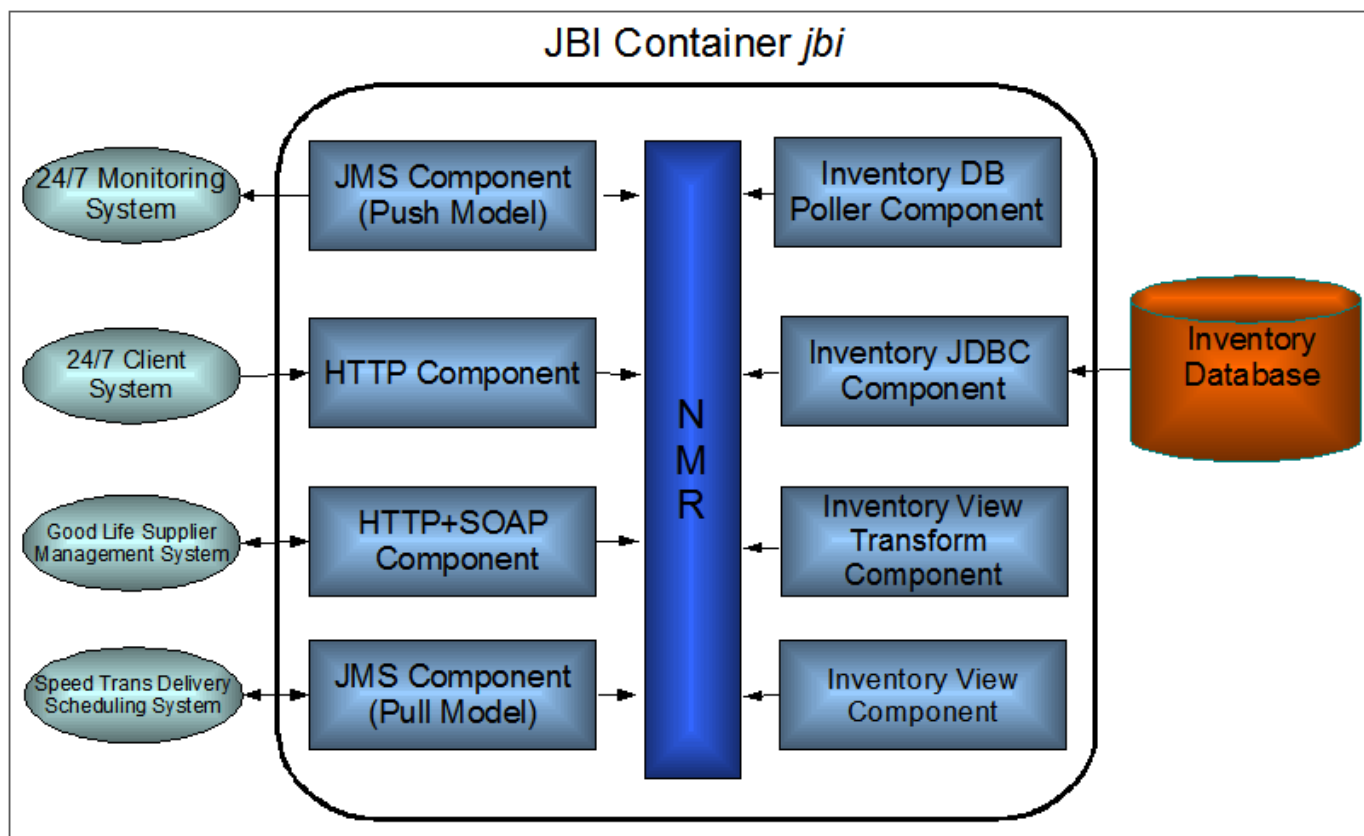 JBI Container jbi
24/7 Monitoring
System
JMS Component
(Push Model)
Inventory DB
Poller Component
24/7 Client
System
HTTP Component
Inventory JDBC
Component
Inventory
Database
N
M
R
Good Life Supplier
Management System
HTTP+SOAP
Component
Inventory View
Transform
Component
Speed Trans Delivery
Scheduling System
JMS Component
(Pull Model)
Inventory View
Component